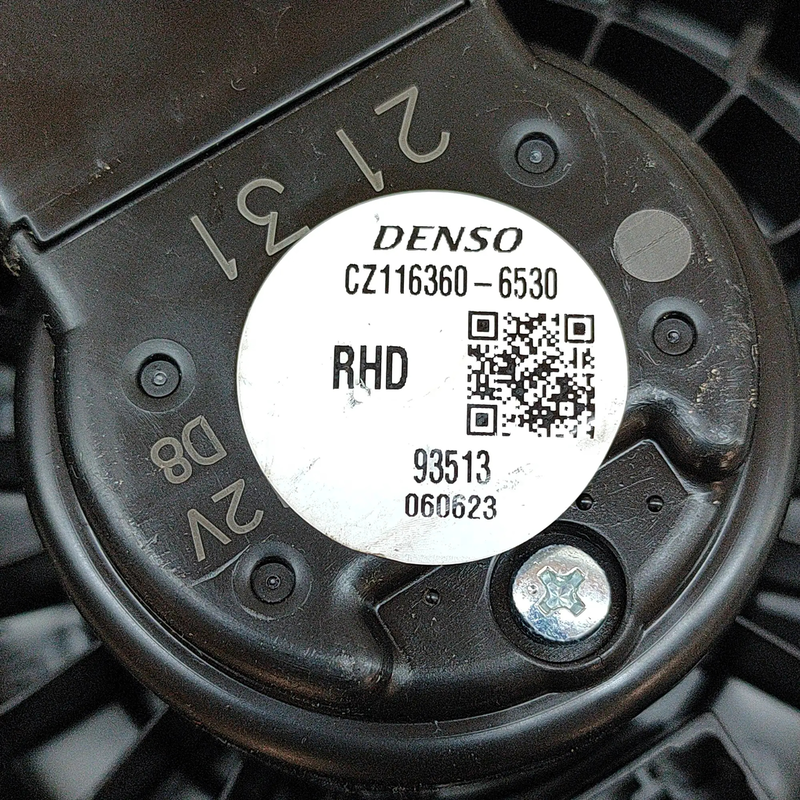 DENSO
CZ116360-6530
RHD
93513
060623
21 31
D8
2V